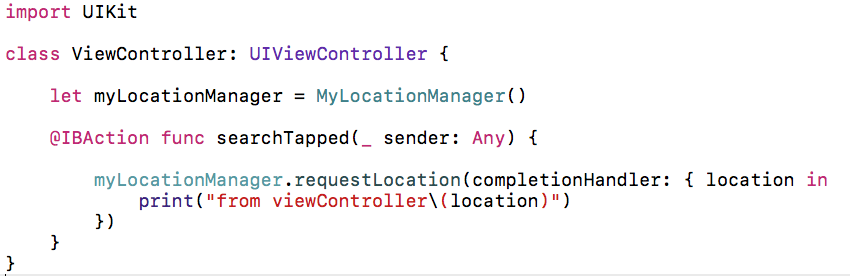 import UIKit
class ViewController: UIViewController {
let myLocationManager = MyLocationManager()
@IBAction func searchTapped(_ sender: Any) {
myLocationManager.requestLocation(completionHandler: { location in
print("from viewController\(location)")
})
}
}